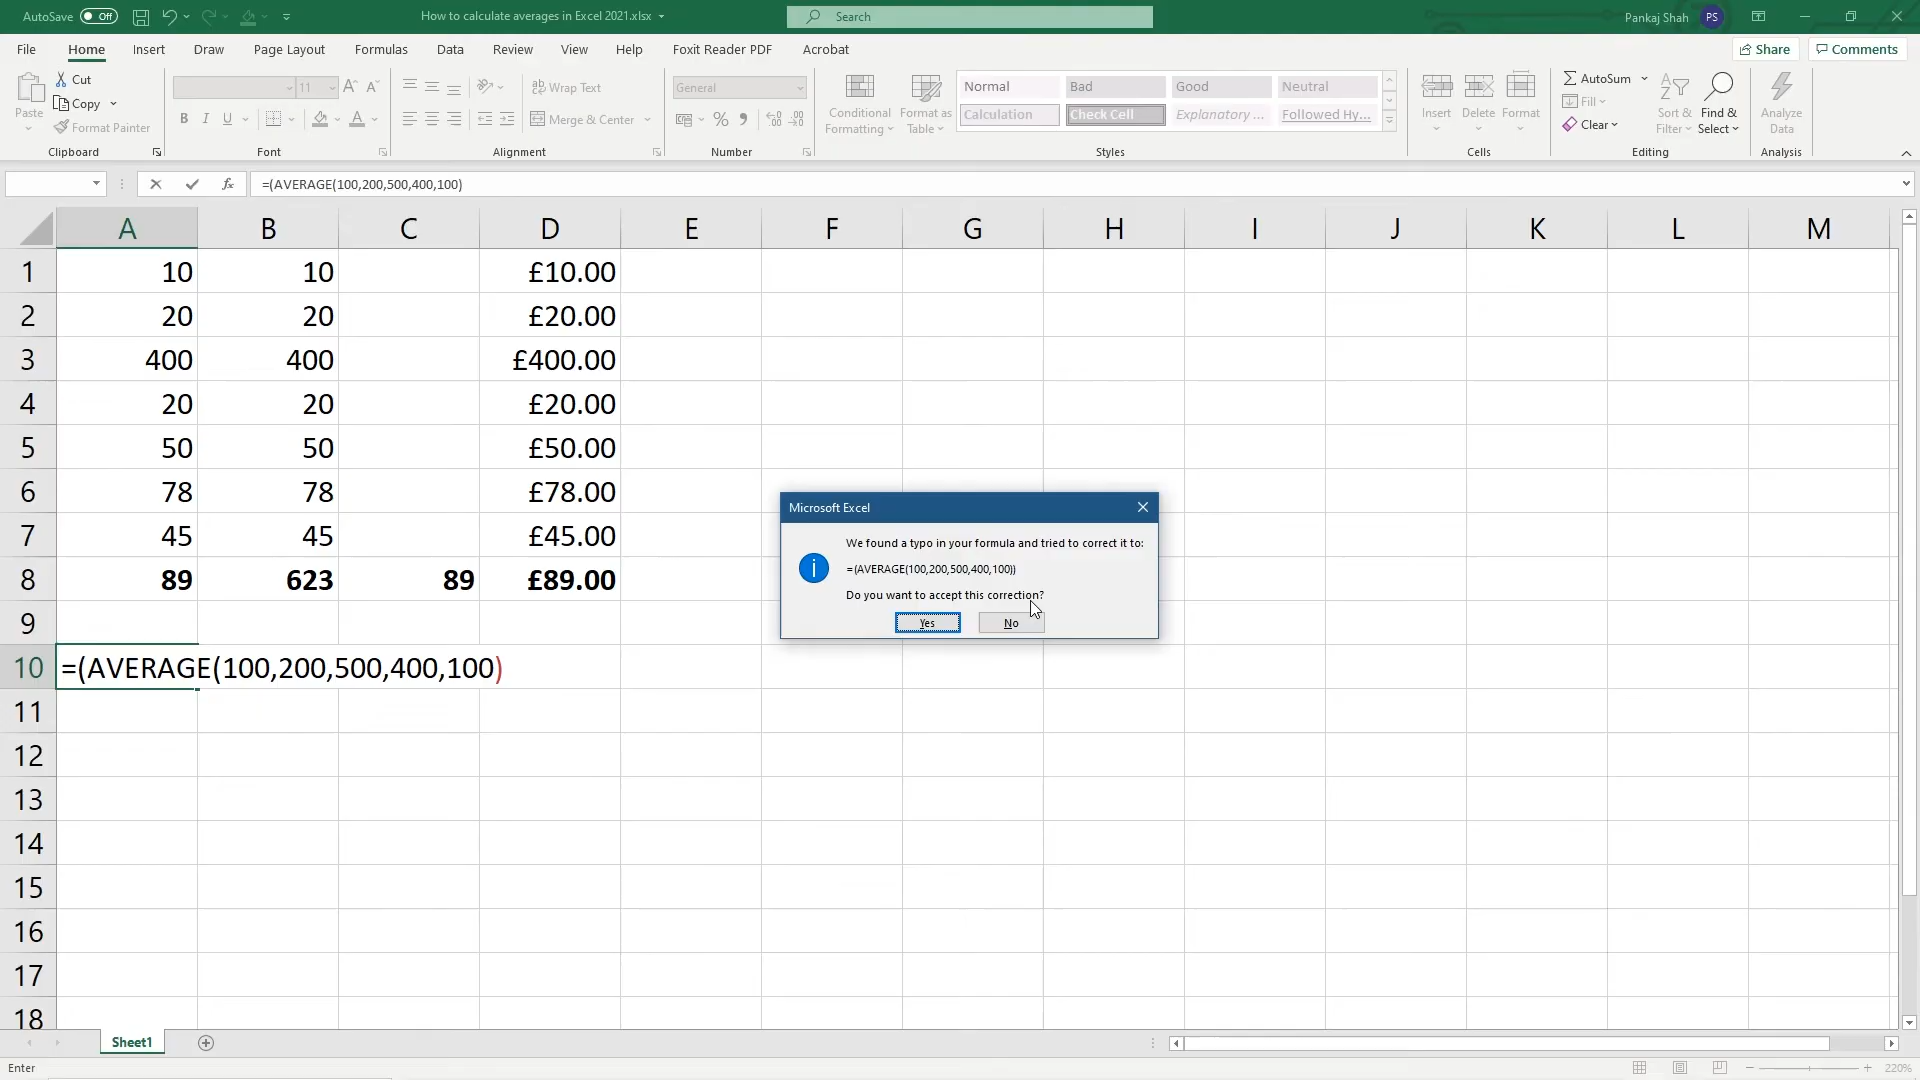 AutoSave Off How to calculate averages in Excel 2021.xlsx Search Pankaj Shah PS
File Home Insert Draw Page Layout Formulas Data Review View Help Foxit Reader PDF Acrobat Share Comments
Paste
Cut
Copy
Format Painter
Clipboard
11
A A
B I U A
Font
ab Wrap Text
Merge & Center
Alignment
General
% 9
Number
Conditional Formatting
Format as Table
Normal Bad Good Neutral
Calculation Check Cell Explanatory ... Followed Hy...
Styles
Insert Delete Format
Cells
AutoSum
Fill
Clear
Sort & Filter
Find & Select
Editing
Analyze Data
Analysis
fx =(AVERAGE(100,200,500,400,100)
A B C D E F G H I J K L M
1 10 10 £10.00
2 20 20 £20.00
3 400 400 £400.00
4 20 20 £20.00
5 50 50 £50.00
6 78 78 £78.00
7 45 45 £45.00
8 89 623 89 £89.00
9
10 =(AVERAGE(100,200,500,400,100)
11
12
13
14
15
16
17
18
Microsoft Excel
We found a typo in your formula and tried to correct it to:
=(AVERAGE(100,200,500,400,100))
Do you want to accept this correction?
Yes No
Sheet1
Enter 220%